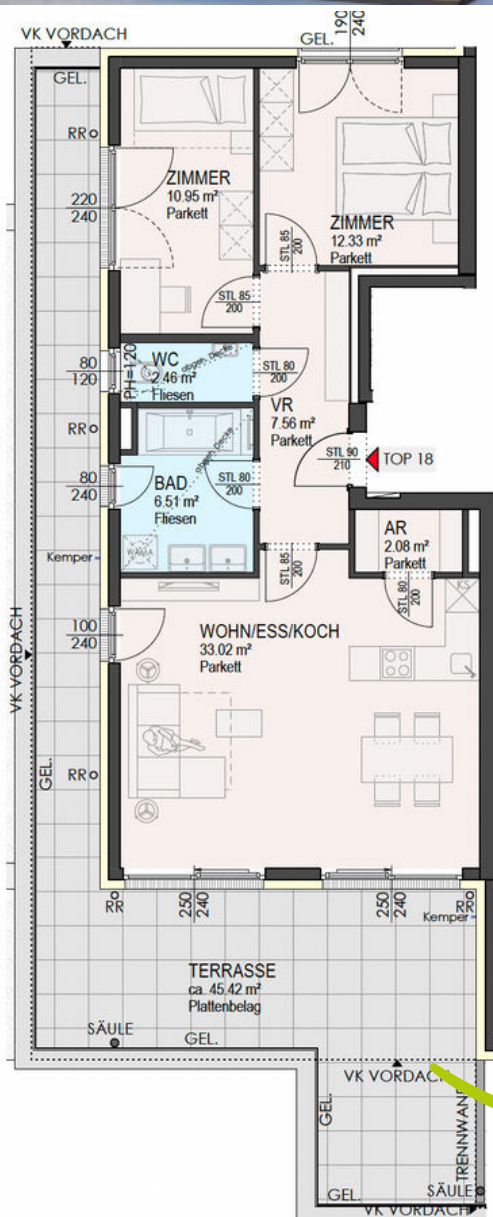 VK VORDACH
190
240
GEL.
GEL.
RR
ZIMMER
10.95 m²
Parkett
220
240
ZIMMER
12.33 m²
Parkett
STL 85
200
STL 85
200
80
120
PH=120
WC
2.46 m²
Fliesen
abgeh. Decke
STL 80
200
VR
7.56 m²
Parkett
RR
abgeh. Decke
STL 90
210
TOP 18
80
240
BAD
6.51 m²
Fliesen
STL 80
200
AR
2.08 m²
Parkett
Kemper
STL 85
200
STL 80
200
KS
100
240
WOHN/ESS/KOCH
33.02 m²
Parkett
VK VORDACH
GEL.
RR
RR
250
240
250
240
RR
Kemper
TERRASSE
ca. 45.42 m²
Plattenbelag
SÄULE
GEL.
VK VORDACH
GEL.
TRENNWAND
SÄULE
GEL.
VK VORDACH